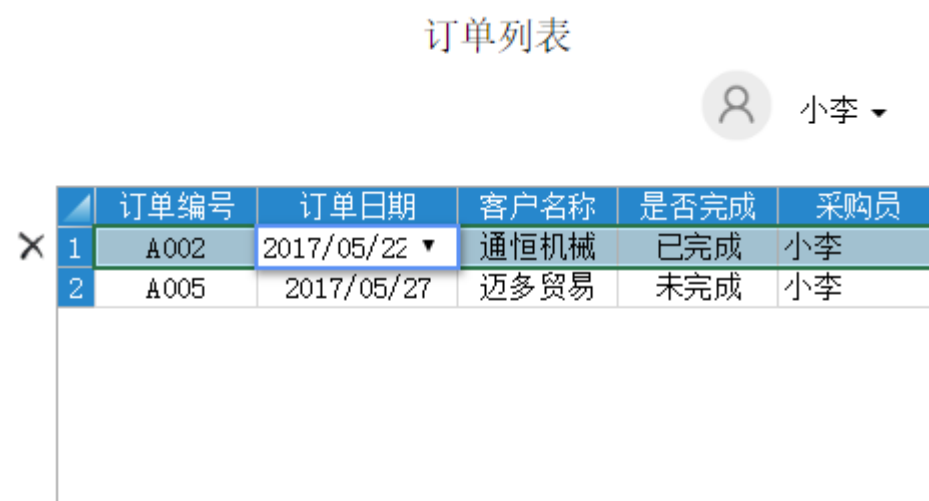 订单列表
小李
订单编号 订单日期 客户名称 是否完成 采购员
1 A002 2017/05/22 通恒机械 已完成 小李
2 A005 2017/05/27 迈多贸易 未完成 小李